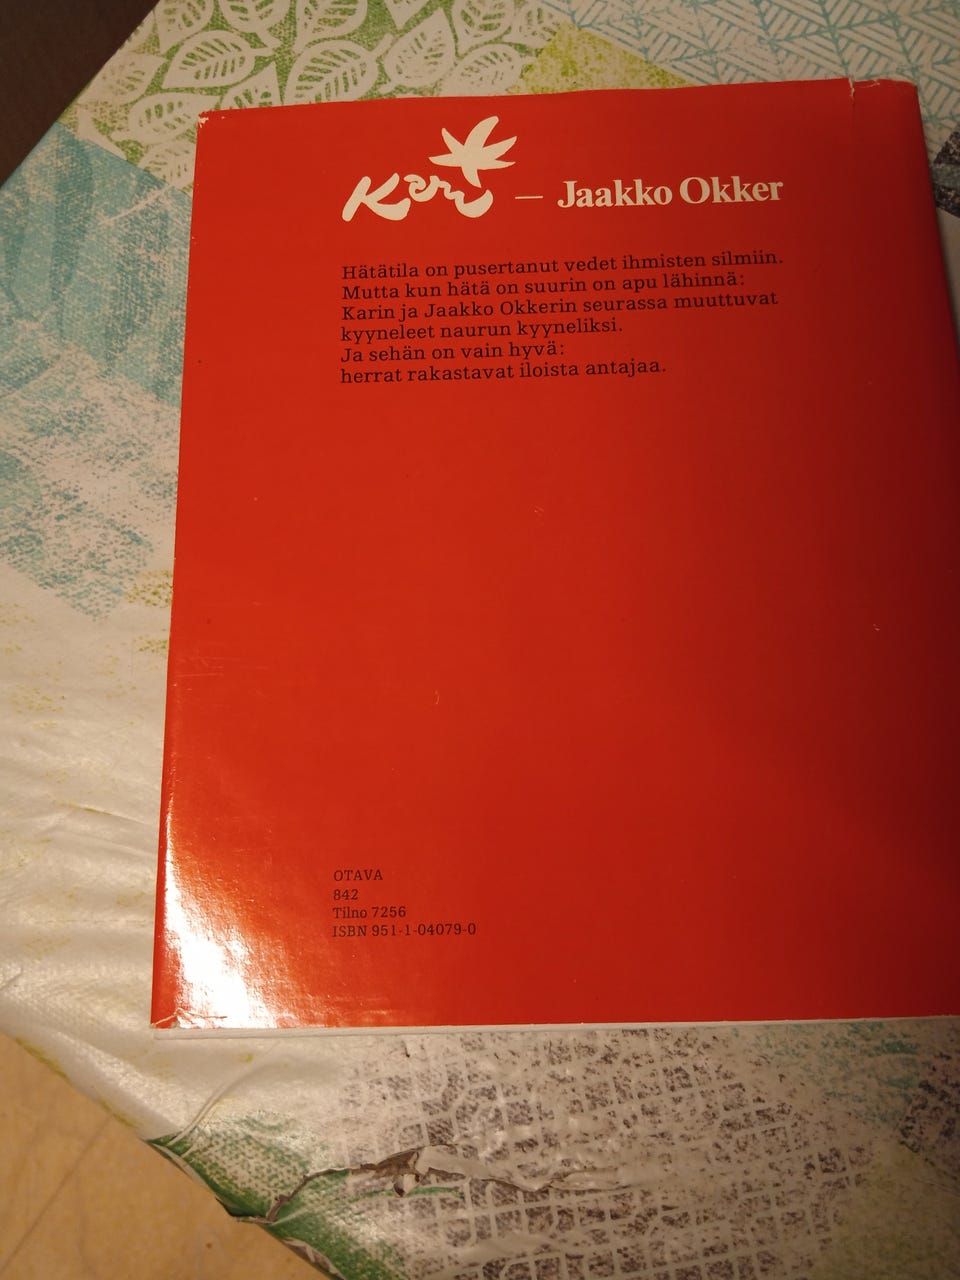 Kari — Jaakko Okker
Hätätila on pusertanut vedet ihmisten silmiin.
Mutta kun hätä on suurin on apu lähinnä:
Karin ja Jaakko Okkerin seurassa muuttuvat
kyyneleet naurun kyyneliksi.
Ja sehän on vain hyvä:
herrat rakastavat iloista antajaa.
OTAVA
842
Tilno 7256
ISBN 951-1-04079-0